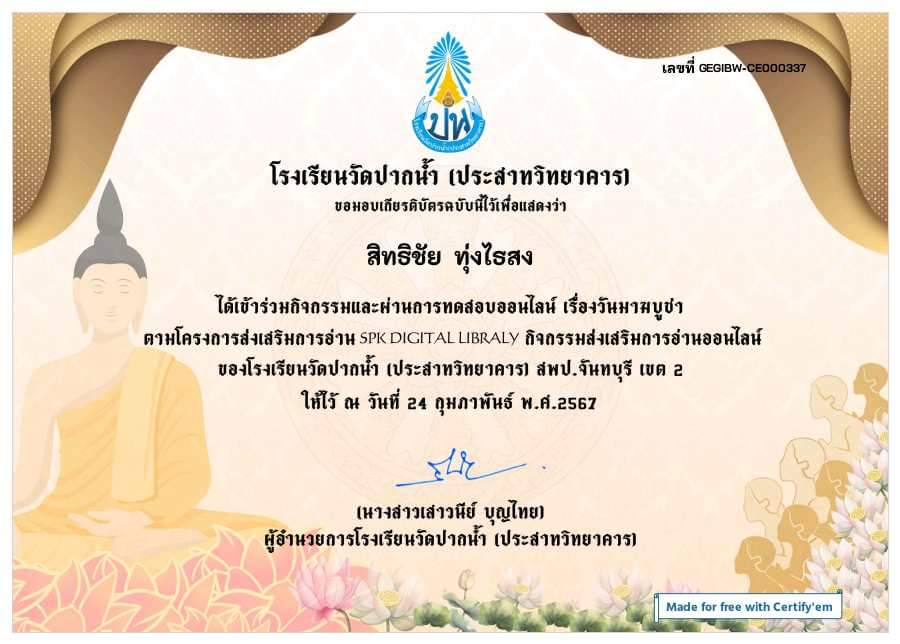 เลขที่ GEGIBW-CE000337
ปน
โรงเรียนวัดปากน้ำ (ประสาทวิทยาคาร)
ขอมอบเกียรติบัตรฉบับนี้ไว้เพื่อแสดงว่า
สิทธิชัย ทุ่งไธสง
ได้เข้าร่วมกิจกรรมและผ่านการทดสอบออนไลน์ เรื่องวันมาฆบูชา
ตามโครงการส่งเสริมการอ่าน SPK DIGITAL LIBRALY กิจกรรมส่งเสริมการอ่านออนไลน์
ของโรงเรียนวัดปากน้ำ (ประสาทวิทยาคาร) สพป.จันทบุรี เขต 2
ให้ไว้ ณ วันที่ 24 กุมภาพันธ์ พ.ศ.2567
(นางสาวเสาวนีย์ บุญไทย)
ผู้อำนวยการโรงเรียนวัดปากน้ำ (ประสาทวิทยาคาร)
Made for free with Certify'em